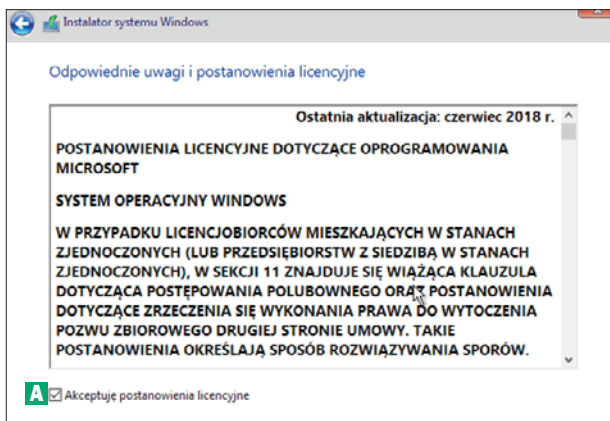 Instalator systemu Windows
Odpowiednie uwagi i postanowienia licencyjne
Ostatnia aktualizacja: czerwiec 2018 r.
POSTANOWIENIA LICENCYJNE DOTYCZĄCE OPROGRAMOWANIA
MICROSOFT
SYSTEM OPERACYJNY WINDOWS
W PRZYPADKU LICENCJOBIORCÓW MIESZKAJĄCYCH W STANACH
ZJEDNOCZONYCH (LUB PRZEDSIĘBIORSTW Z SIEDZIBĄ W STANACH
ZJEDNOCZONYCH), W SEKCJI 11 ZNAJDUJE SIĘ WIĄŻĄCA KLAUZULA
DOTYCZĄCA POSTĘPOWANIA POLUBOWNEGO ORAZ POSTANOWIENIA
DOTYCZĄCE ZRZECZENIA SIĘ WYKONANIA PRAWA DO WYTOCZENIA
POZWU ZBIOROWEGO DRUGIEJ STRONIE UMOWY. TAKIE
POSTANOWIENIA OKREŚLAJĄ SPOSÓB ROZWIĄZYWANIA SPORÓW.
A Akceptuję postanowienia licencyjne